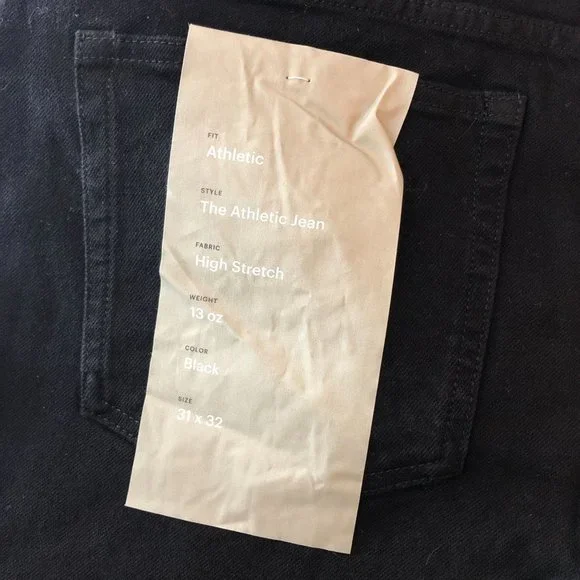 FIT
Athletic
STYLE
The Athletic Jean
FABRIC
High Stretch
WEIGHT
13 oz
COLOR
Black
SIZE
31 x 32